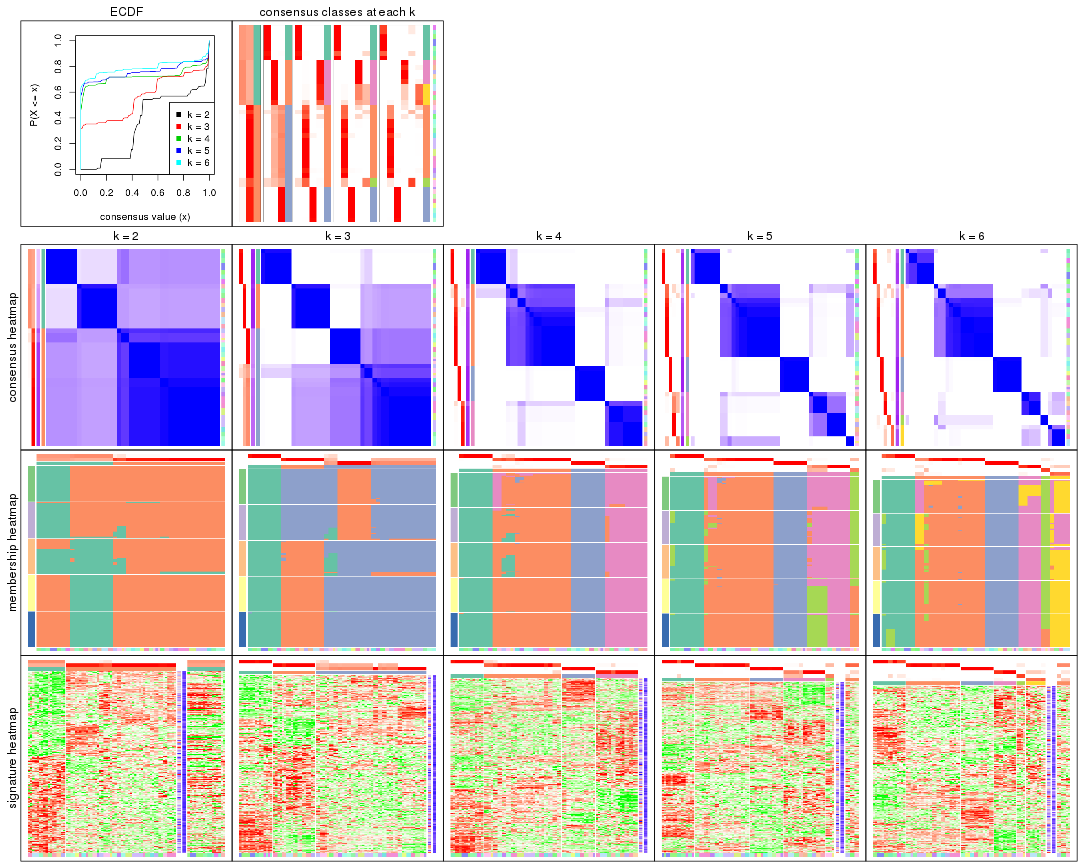 ECDF
consensus classes at each k
P(X <= x)
0.0 0.2 0.4 0.6 0.8 1.0
k = 2
k = 3
k = 4
k = 5
k = 6
0.0 0.2 0.4 0.6 0.8 1.0
consensus value (x)
k = 2
k = 3
k = 4
k = 5
k = 6
consensus heatmap
membership heatmap
signature heatmap